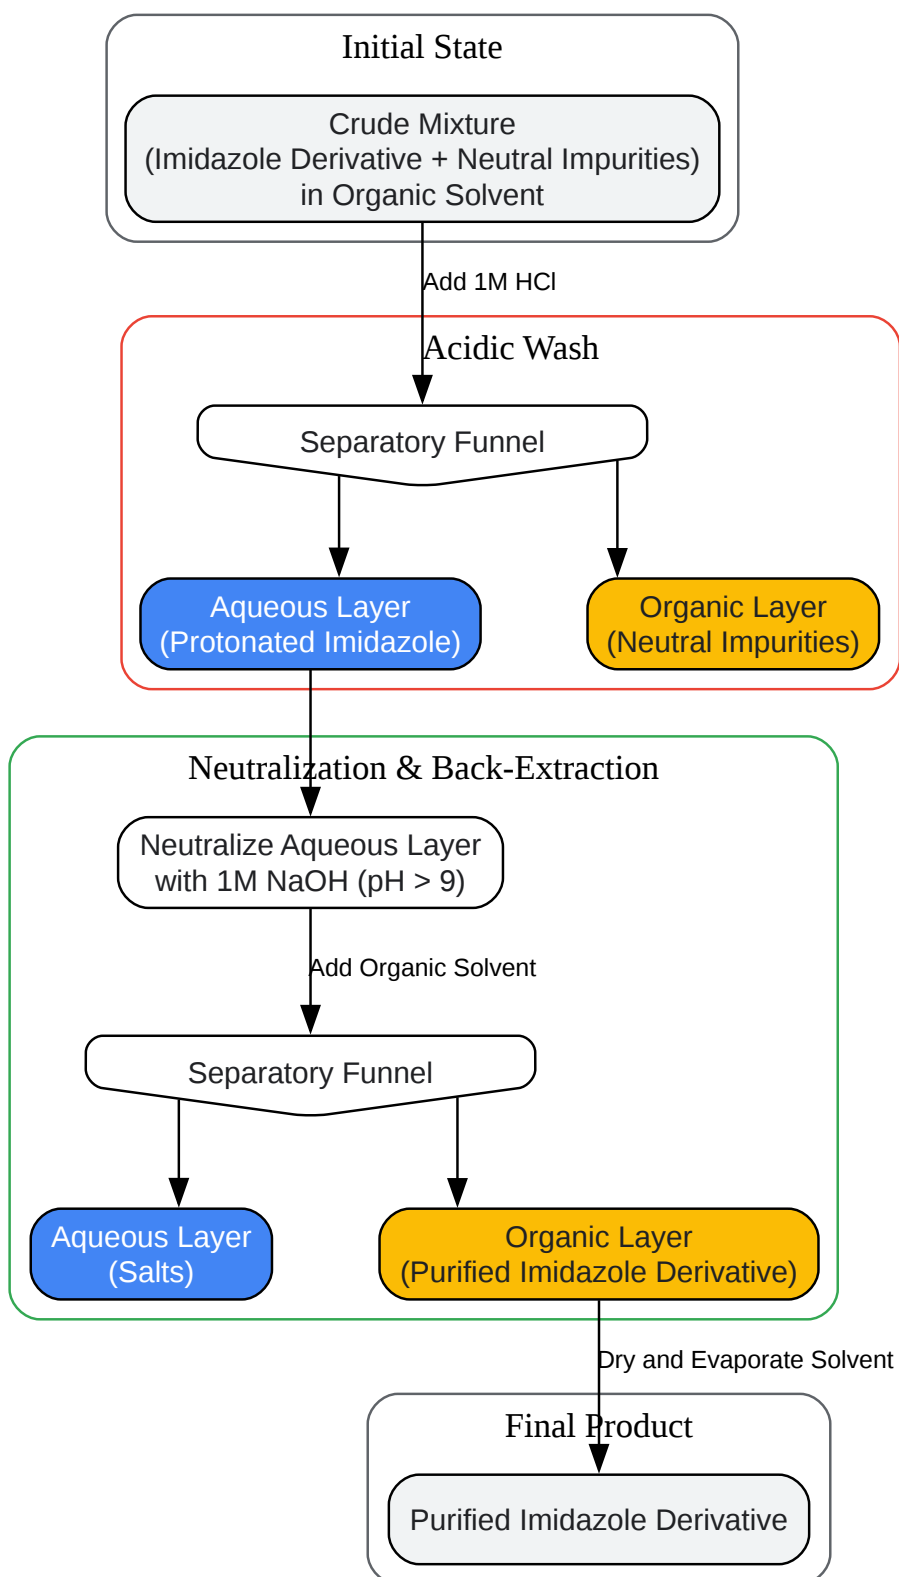 Initial State
Crude Mixture
(Imidazole Derivative + Neutral Impurities)
in Organic Solvent
Add 1M HCl
Acidic Wash
Separatory Funnel
Aqueous Layer
(Protonated Imidazole)
Organic Layer
(Neutral Impurities)
Neutralization & Back-Extraction
Neutralize Aqueous Layer
with 1M NaOH (pH > 9)
Add Organic Solvent
Separatory Funnel
Aqueous Layer
(Salts)
Organic Layer
(Purified Imidazole Derivative)
Dry and Evaporate Solvent
Final Product
Purified Imidazole Derivative